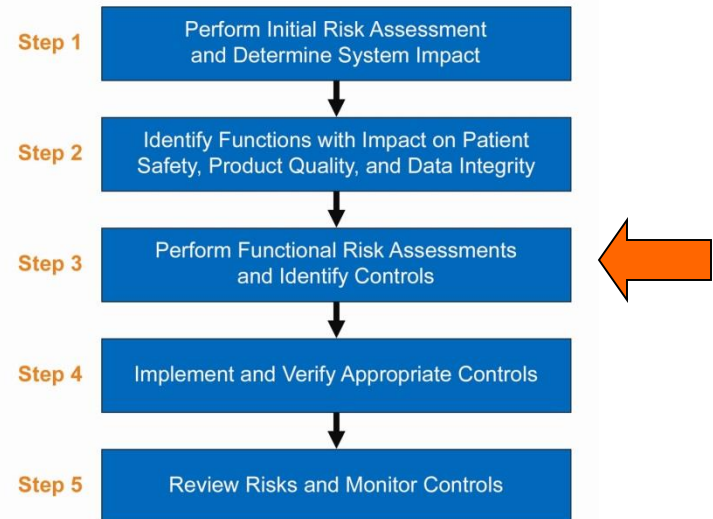 Step 1
Perform Initial Risk Assessment
and Determine System Impact
Step 2
Identify Functions with Impact on Patient
Safety, Product Quality, and Data Integrity
Step 3
Perform Functional Risk Assessments
and Identify Controls
Step 4
Implement and Verify Appropriate Controls
Step 5
Review Risks and Monitor Controls